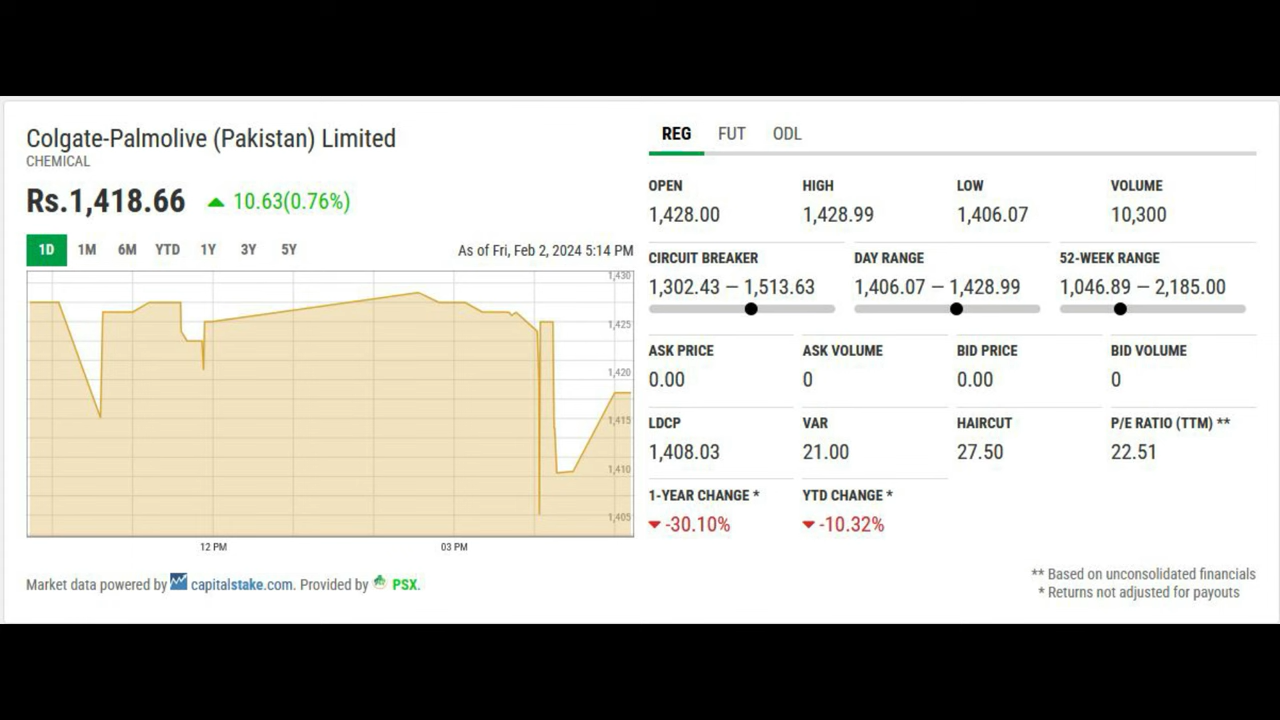 Colgate-Palmolive (Pakistan) Limited
CHEMICAL
Rs.1,418.66 10.63(0.76%)
1D 1M 6M YTD 1Y 3Y 5Y As of Fri, Feb 2, 2024 5:14 PM
1,430
1,425
1,420
1,415
1,410
1,405
12 PM 03 PM
Market data powered by capitalstake.com. Provided by PSX.
REG FUT ODL
OPEN HIGH LOW VOLUME
1,428.00 1,428.99 1,406.07 10,300
CIRCUIT BREAKER DAY RANGE 52-WEEK RANGE
1,302.43 — 1,513.63 1,406.07 — 1,428.99 1,046.89 — 2,185.00
ASK PRICE ASK VOLUME BID PRICE BID VOLUME
0.00 0 0.00 0
LDCP VAR HAIRCUT P/E RATIO (TTM) **
1,408.03 21.00 27.50 22.51
1-YEAR CHANGE * YTD CHANGE *
-30.10% -10.32%
** Based on unconsolidated financials
* Returns not adjusted for payouts